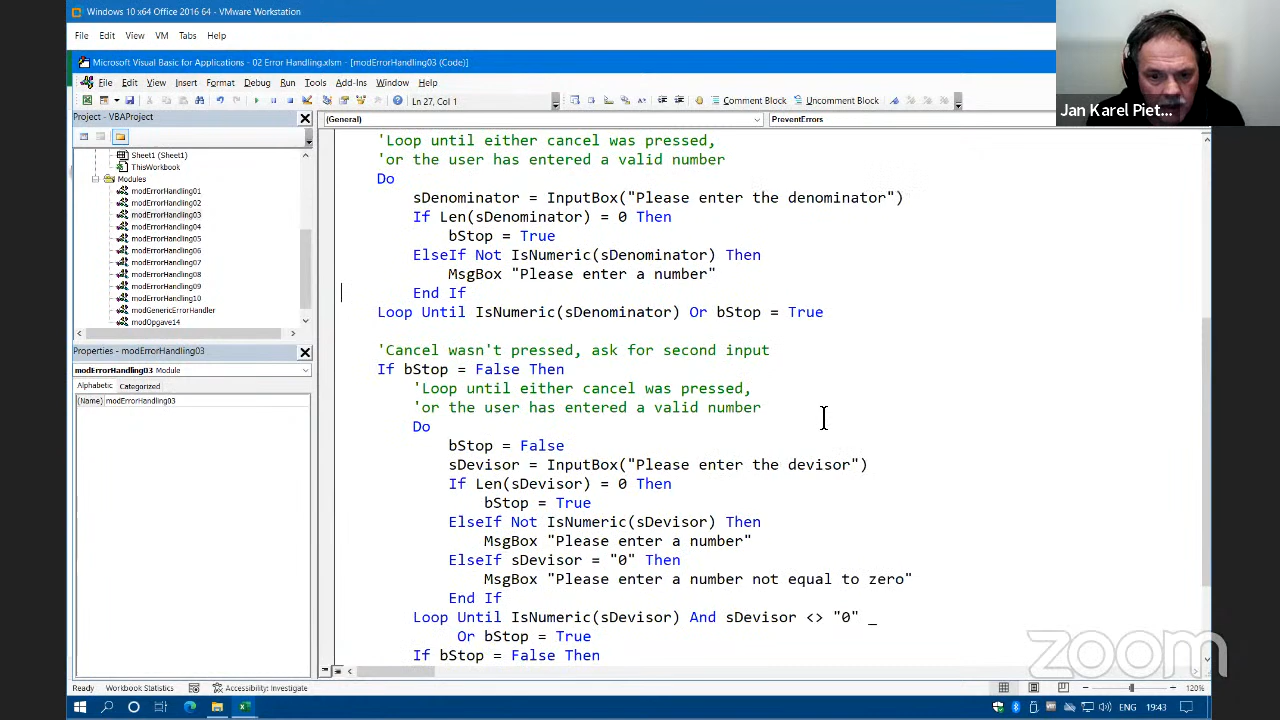 Windows 10 x64 Office 2016 64 - VMware Workstation
File Edit View VM Tabs Help
Microsoft Visual Basic for Applications - 02 Error Handling.xlsm - [modErrorHandling03 (Code)]
File Edit View Insert Format Debug Run Tools Add-Ins Window Help
Ln 27, Col 1 Comment Block Uncomment Block
Jan Karel Piet...
Project - VBAProject
(General) PreventErrors
Sheet1 (Sheet1)
ThisWorkbook
Modules
modErrorHandling01
modErrorHandling02
modErrorHandling03
modErrorHandling04
modErrorHandling05
modErrorHandling06
modErrorHandling07
modErrorHandling08
modErrorHandling09
modErrorHandling10
modGenericErrorHandler
modOpgave14
Properties - modErrorHandling03
modErrorHandling03 Module
Alphabetic Categorized
(Name) modErrorHandling03
'Loop until either cancel was pressed,
'or the user has entered a valid number
Do
sDenominator = InputBox("Please enter the denominator")
If Len(sDenominator) = 0 Then
bStop = True
ElseIf Not IsNumeric(sDenominator) Then
MsgBox "Please enter a number"
End If
Loop Until IsNumeric(sDenominator) Or bStop = True
'Cancel wasn't pressed, ask for second input
If bStop = False Then
'Loop until either cancel was pressed,
'or the user has entered a valid number
Do
bStop = False
sDevisor = InputBox("Please enter the devisor")
If Len(sDevisor) = 0 Then
bStop = True
ElseIf Not IsNumeric(sDevisor) Then
MsgBox "Please enter a number"
ElseIf sDevisor = "0" Then
MsgBox "Please enter a number not equal to zero"
End If
Loop Until IsNumeric(sDevisor) And sDevisor <> "0" _
Or bStop = True
If bStop = False Then
zoom
Ready Workbook Statistics Accessibility: Investigate 120%
ENG 19:43